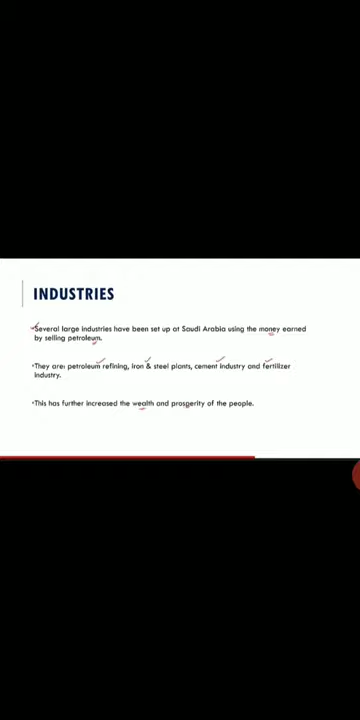 INDUSTRIES
•Several large industries have been set up at Saudi Arabia using the money earned
by selling petroleum.
•They are: petroleum refining, iron & steel plants, cement industry and fertilizer
industry.
•This has further increased the wealth and prosperity of the people.